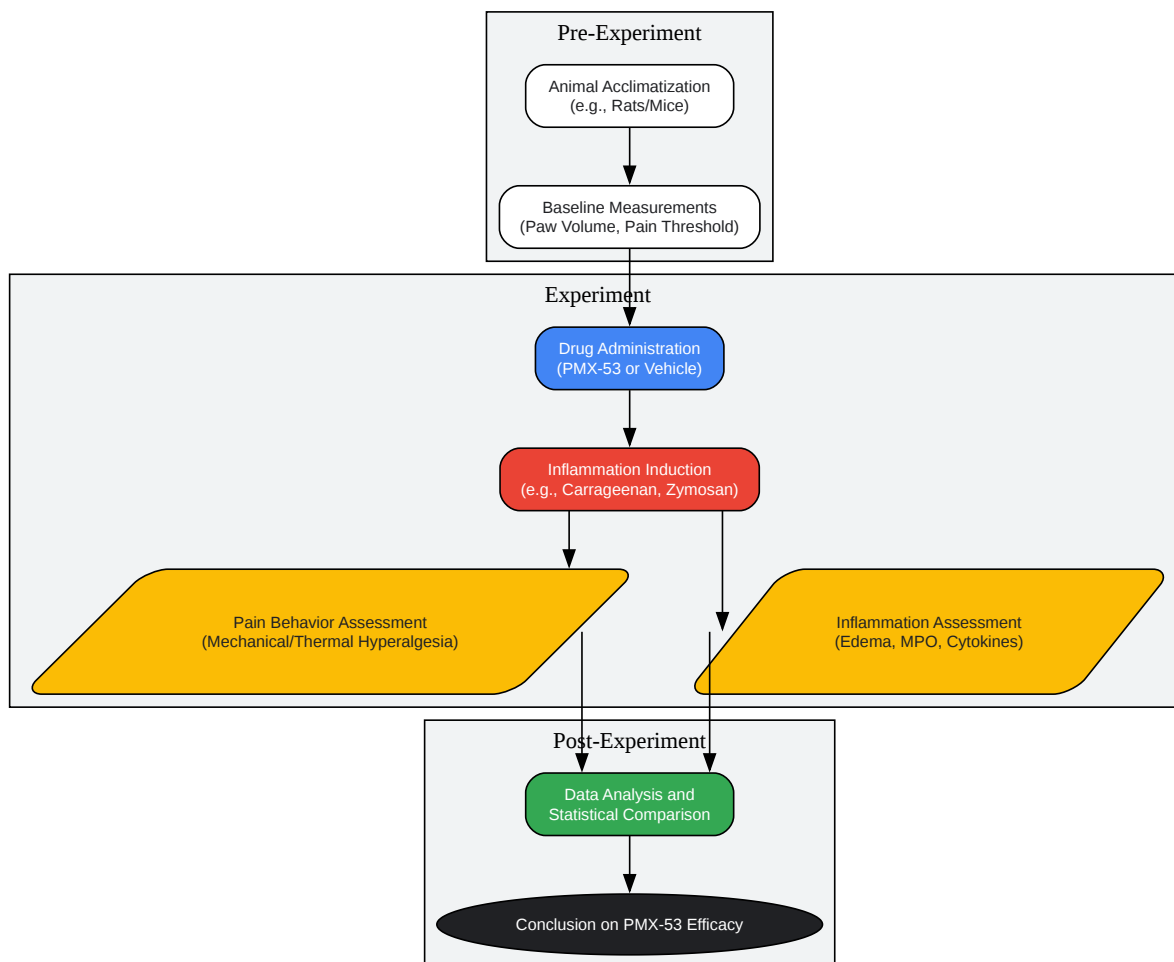 Pre-Experiment
Animal Acclimatization
(e.g., Rats/Mice)
Baseline Measurements
(Paw Volume, Pain Threshold)
Experiment
Drug Administration
(PMX-53 or Vehicle)
Inflammation Induction
(e.g., Carrageenan, Zymosan)
Pain Behavior Assessment
(Mechanical/Thermal Hyperalgesia)
Inflammation Assessment
(Edema, MPO, Cytokines)
Post-Experiment
Data Analysis and
Statistical Comparison
Conclusion on PMX-53 Efficacy